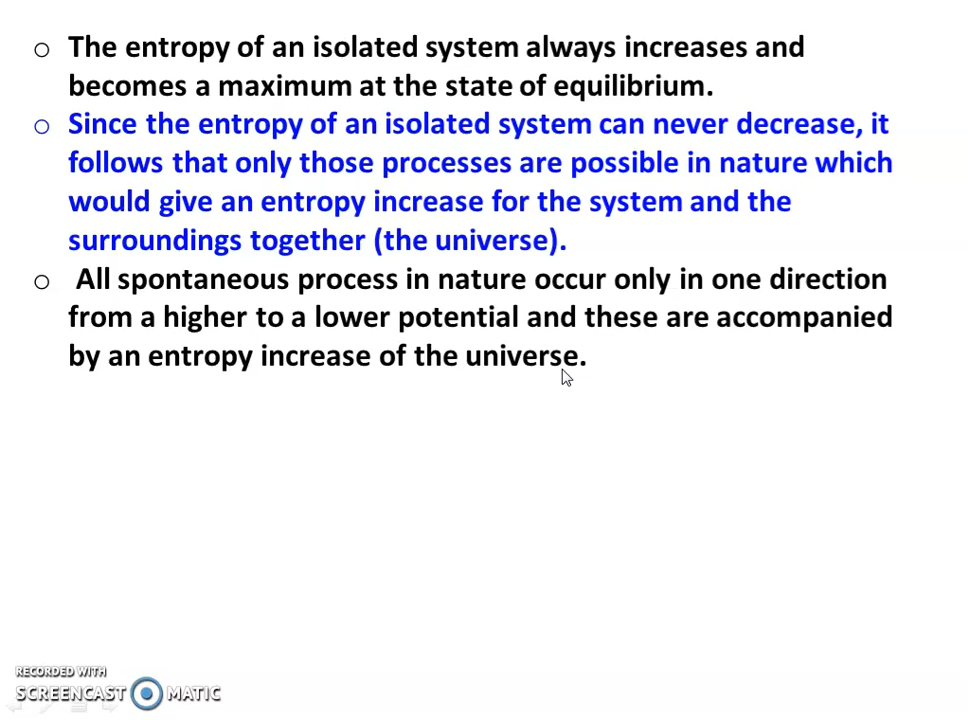 ○ The entropy of an isolated system always increases and
becomes a maximum at the state of equilibrium.
○ Since the entropy of an isolated system can never decrease, it
follows that only those processes are possible in nature which
would give an entropy increase for the system and the
surroundings together (the universe).
○ All spontaneous process in nature occur only in one direction
from a higher to a lower potential and these are accompanied
by an entropy increase of the universe.
RECORDED WITH
SCREENCAST MATIC